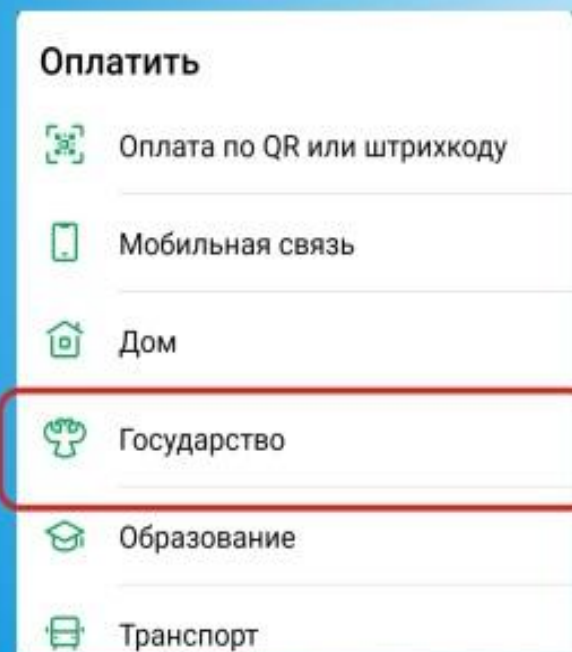 Оплатить
Оплата по QR или штрихкоду
Мобильная связь
Дом
Государство
Образование
Транспорт